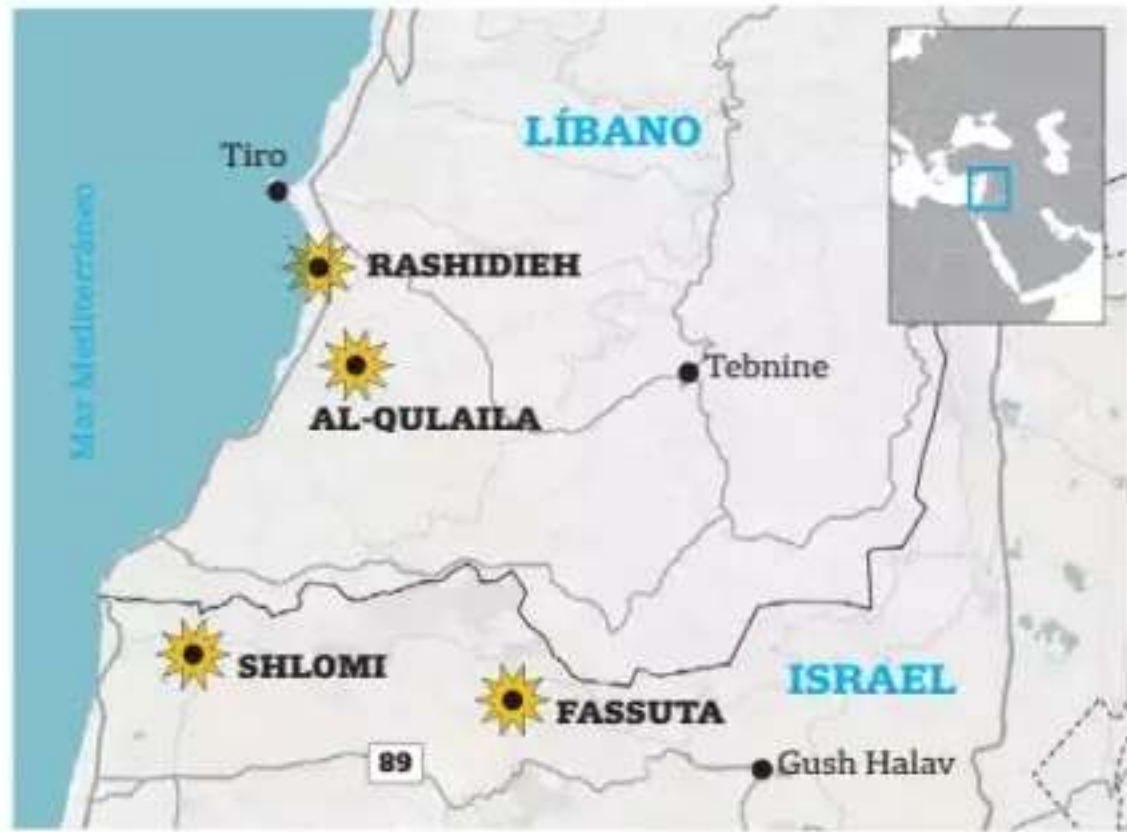 LÍBANO
Tiro
Mar Mediterráneo
RASHIDIEH
Tebnine
AL-QULAILA
SHLOMI
ISRAEL
FASSUTA
89
Gush Halav